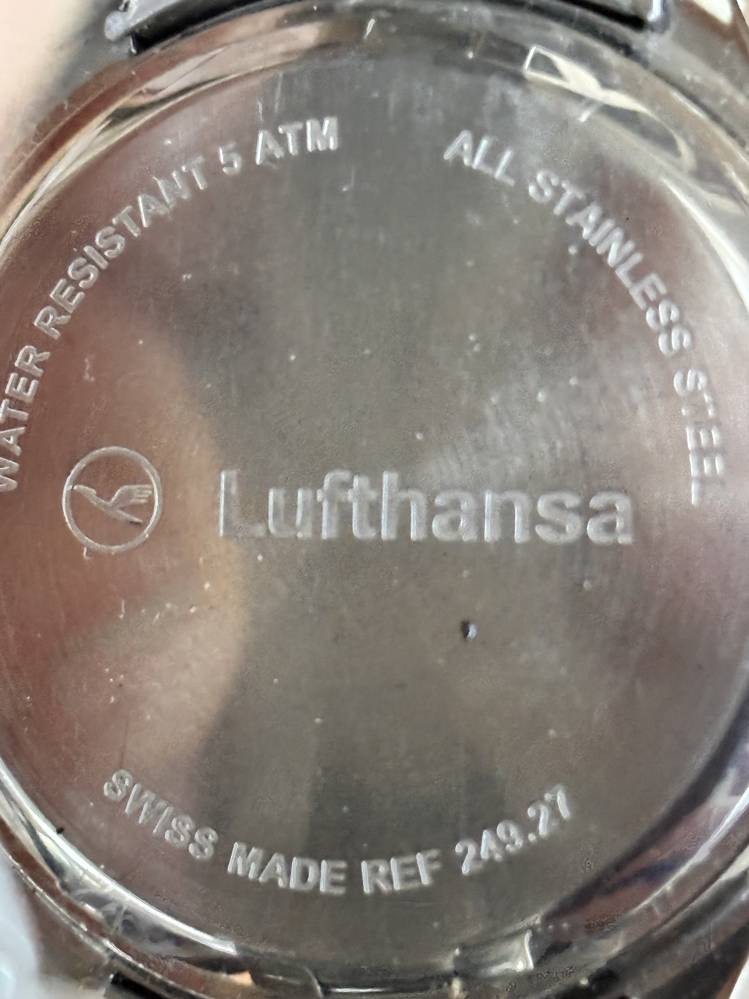 WATER RESISTANT 5 ATM
ALL STAINLESS STEEL
Lufthansa
SWISS MADE REF 249.27